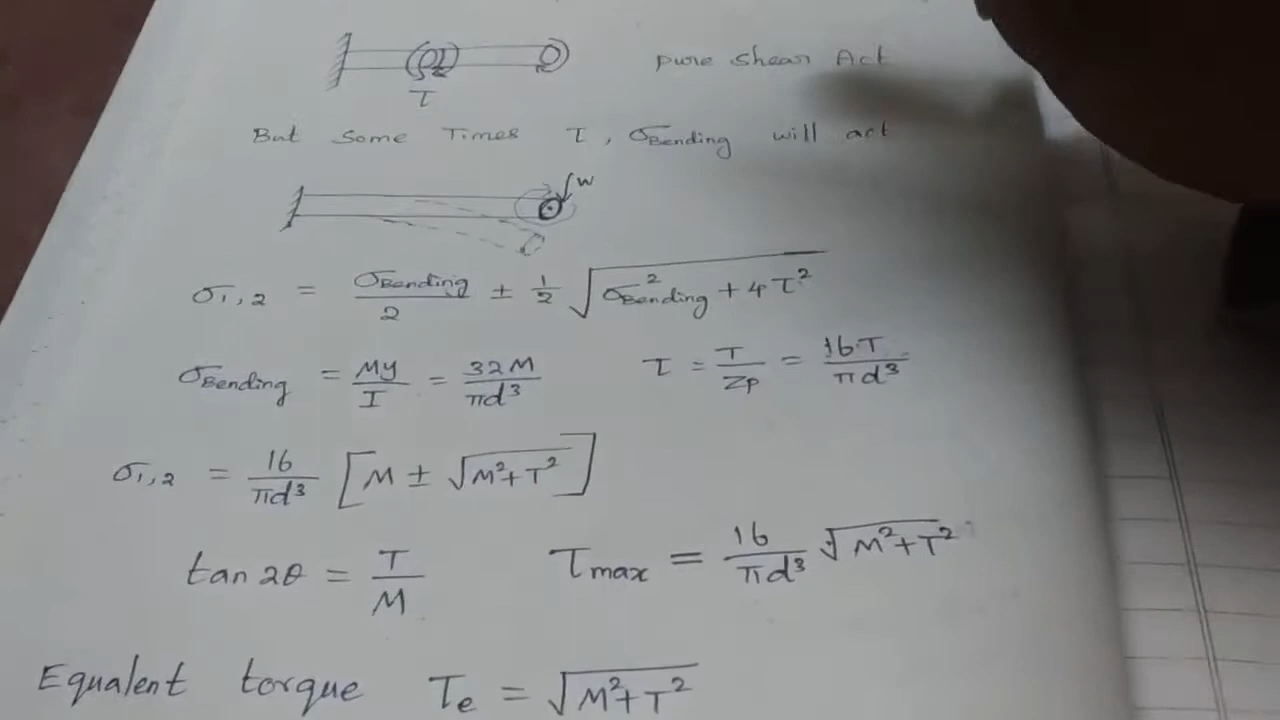 pure shear Act
τ
But Some Times τ, σBending will act
W
σ1,2 = σBending/2 ± 1/2 √(σ²Bending + 4τ²)
σBending = My/I = 32M/πd³ τ = T/Zp = 16T/πd³
σ1,2 = 16/πd³ [M ± √(M²+T²)]
tan 2θ = T/M τmax = 16/πd³ √(M²+T²)
Equalent torque Te = √(M²+T²)